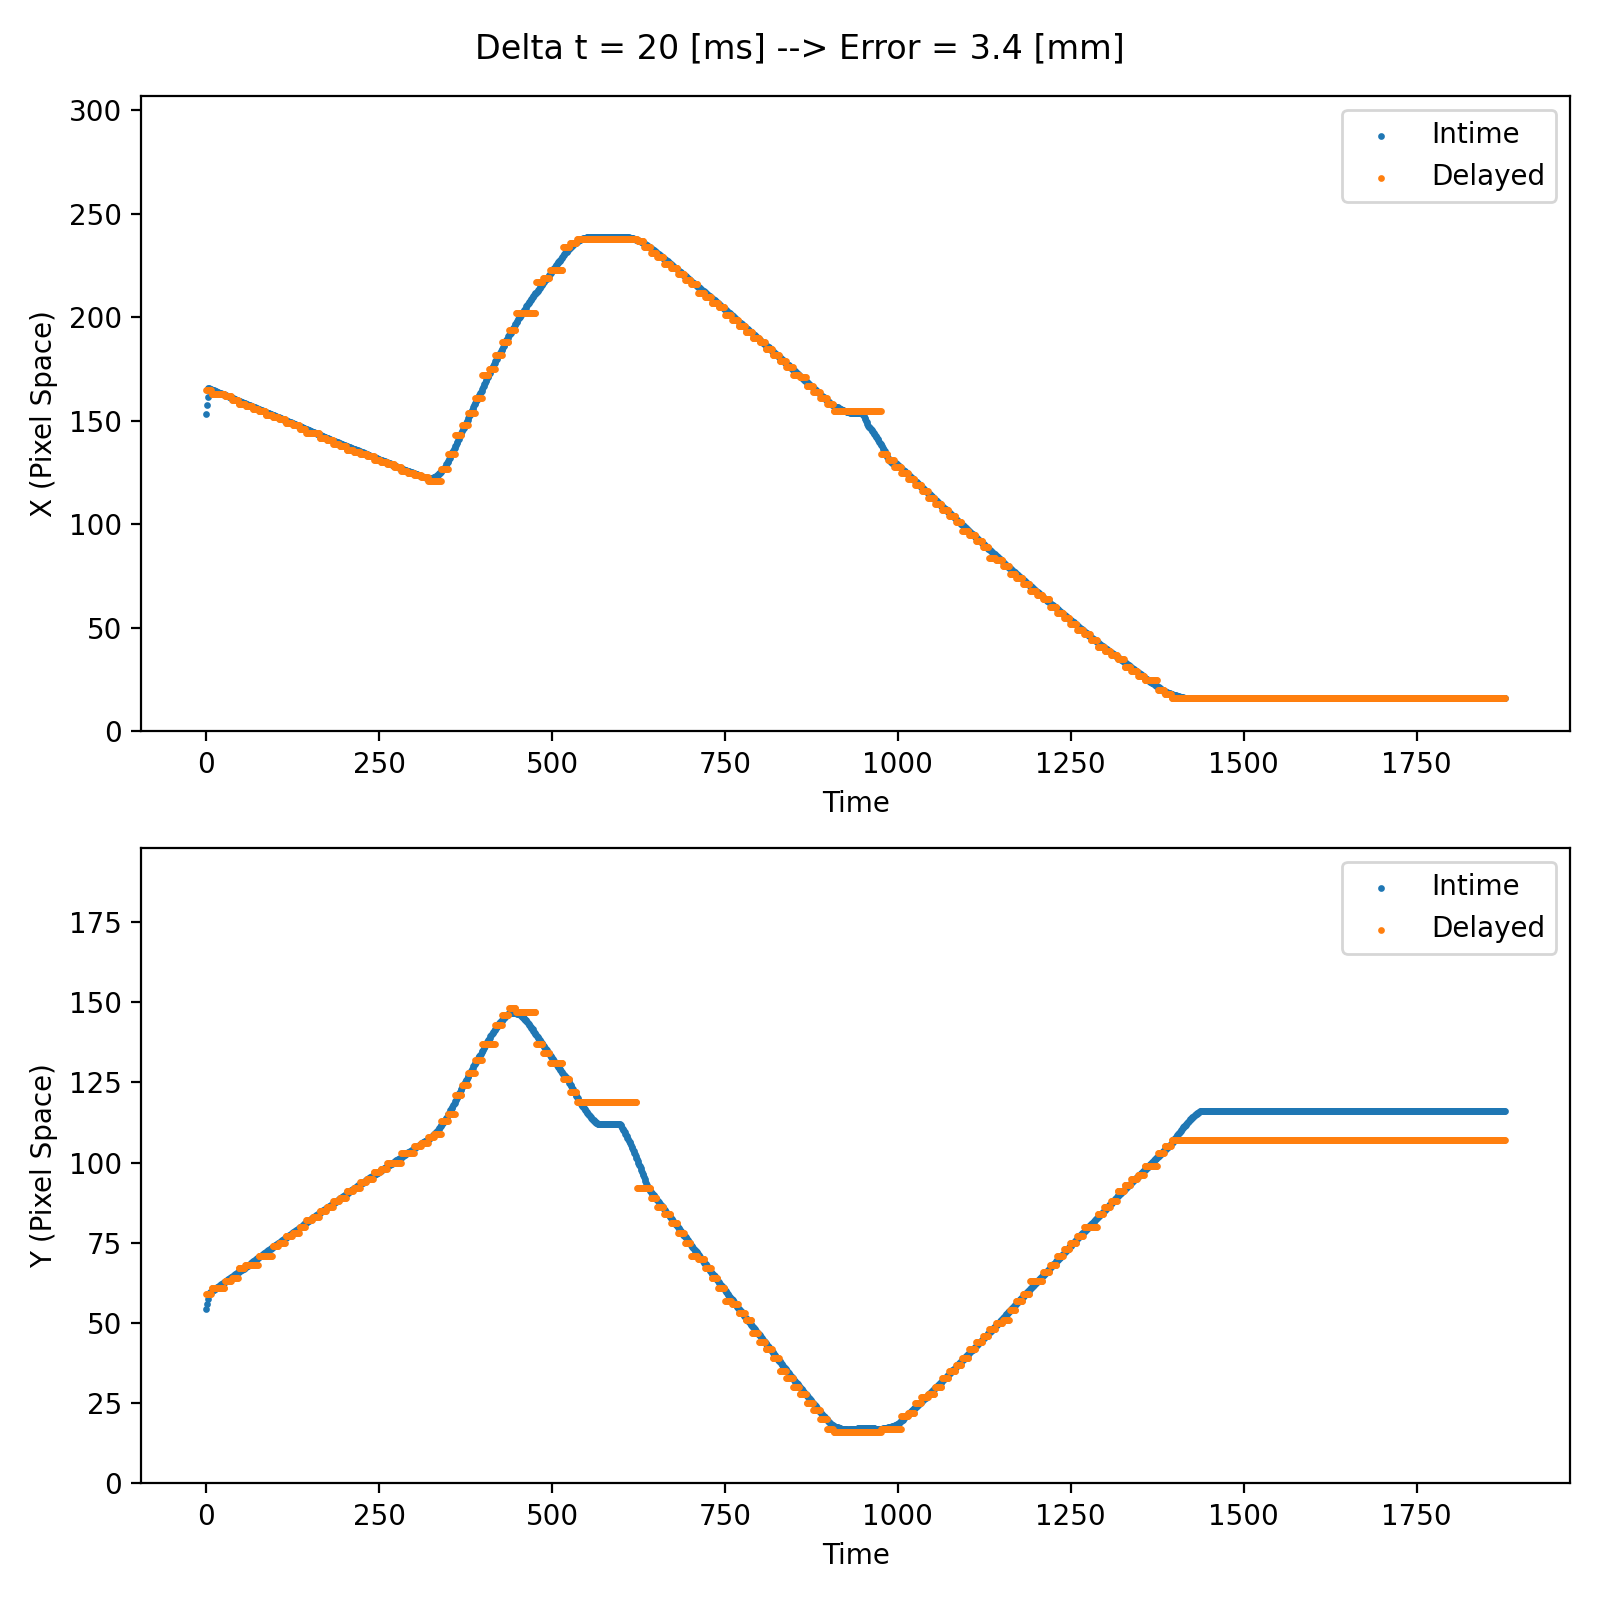 Delta t = 20 [ms] --> Error = 3.4 [mm]
300
250
200
150
100
50
0
X (Pixel Space)
Intime
Delayed
0 250 500 750 1000 1250 1500 1750
Time
175
150
125
100
75
50
25
0
Y (Pixel Space)
Intime
Delayed
0 250 500 750 1000 1250 1500 1750
Time